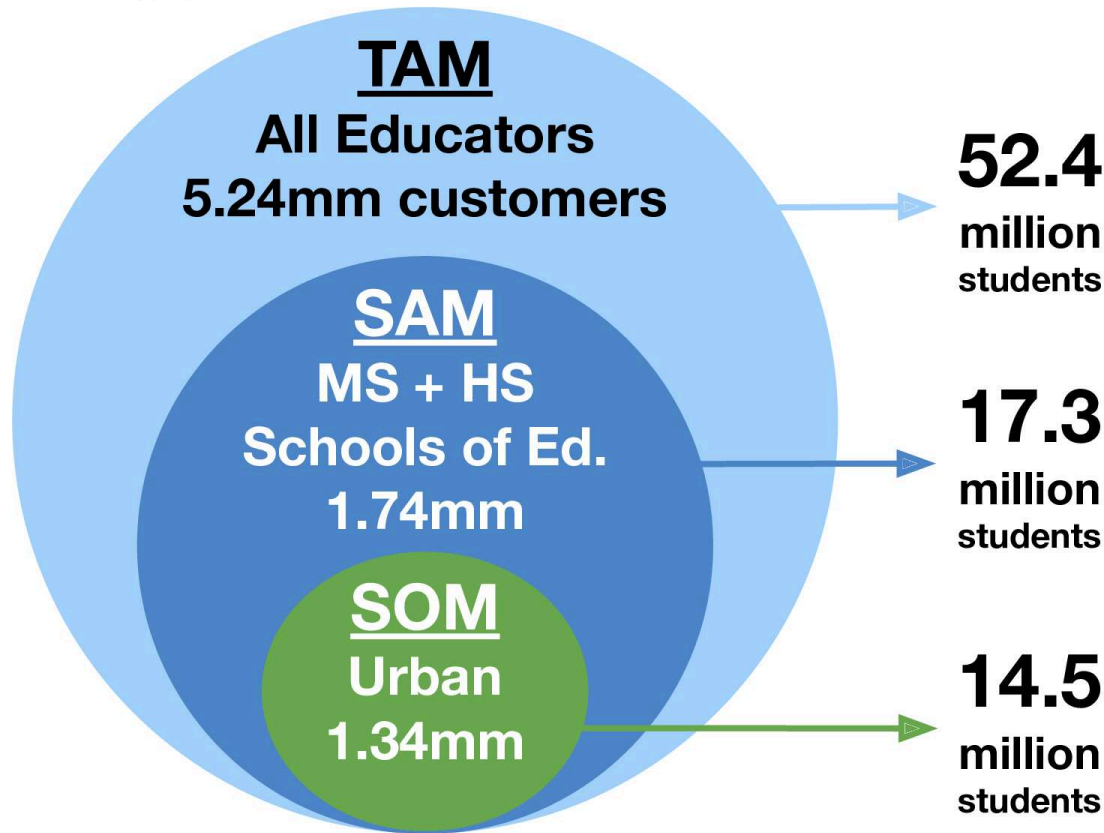 TAM
All Educators
5.24mm customers
52.4
million
students
SAM
MS + HS
Schools of Ed.
1.74mm
17.3
million
students
SOM
Urban
1.34mm
14.5
million
students